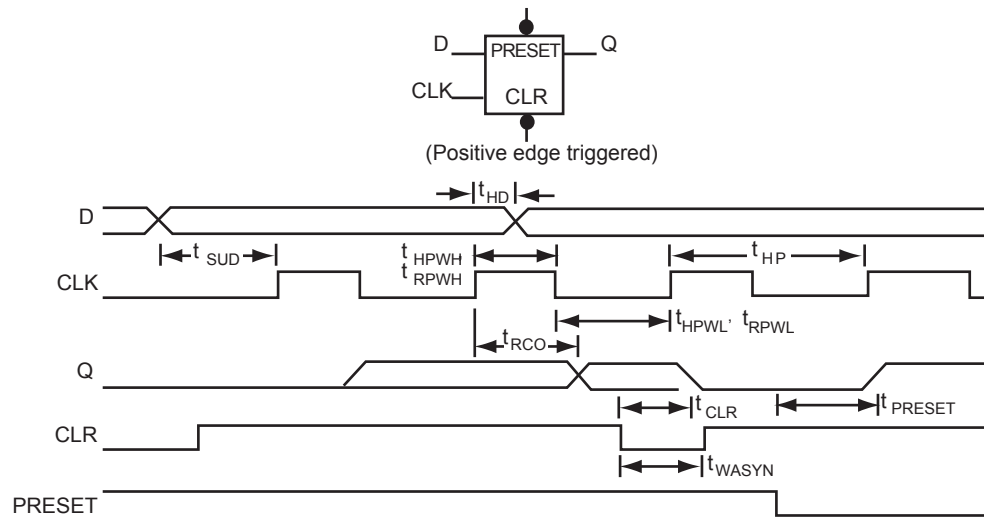 D PRESET Q
CLK CLR
(Positive edge triggered)
tHD
D
tSUD tHPWH, tHP
tRPWH
CLK
tHPWL, tRPWL
tRCO
Q
tCLR tPRESET
CLR
tWASYN
PRESET